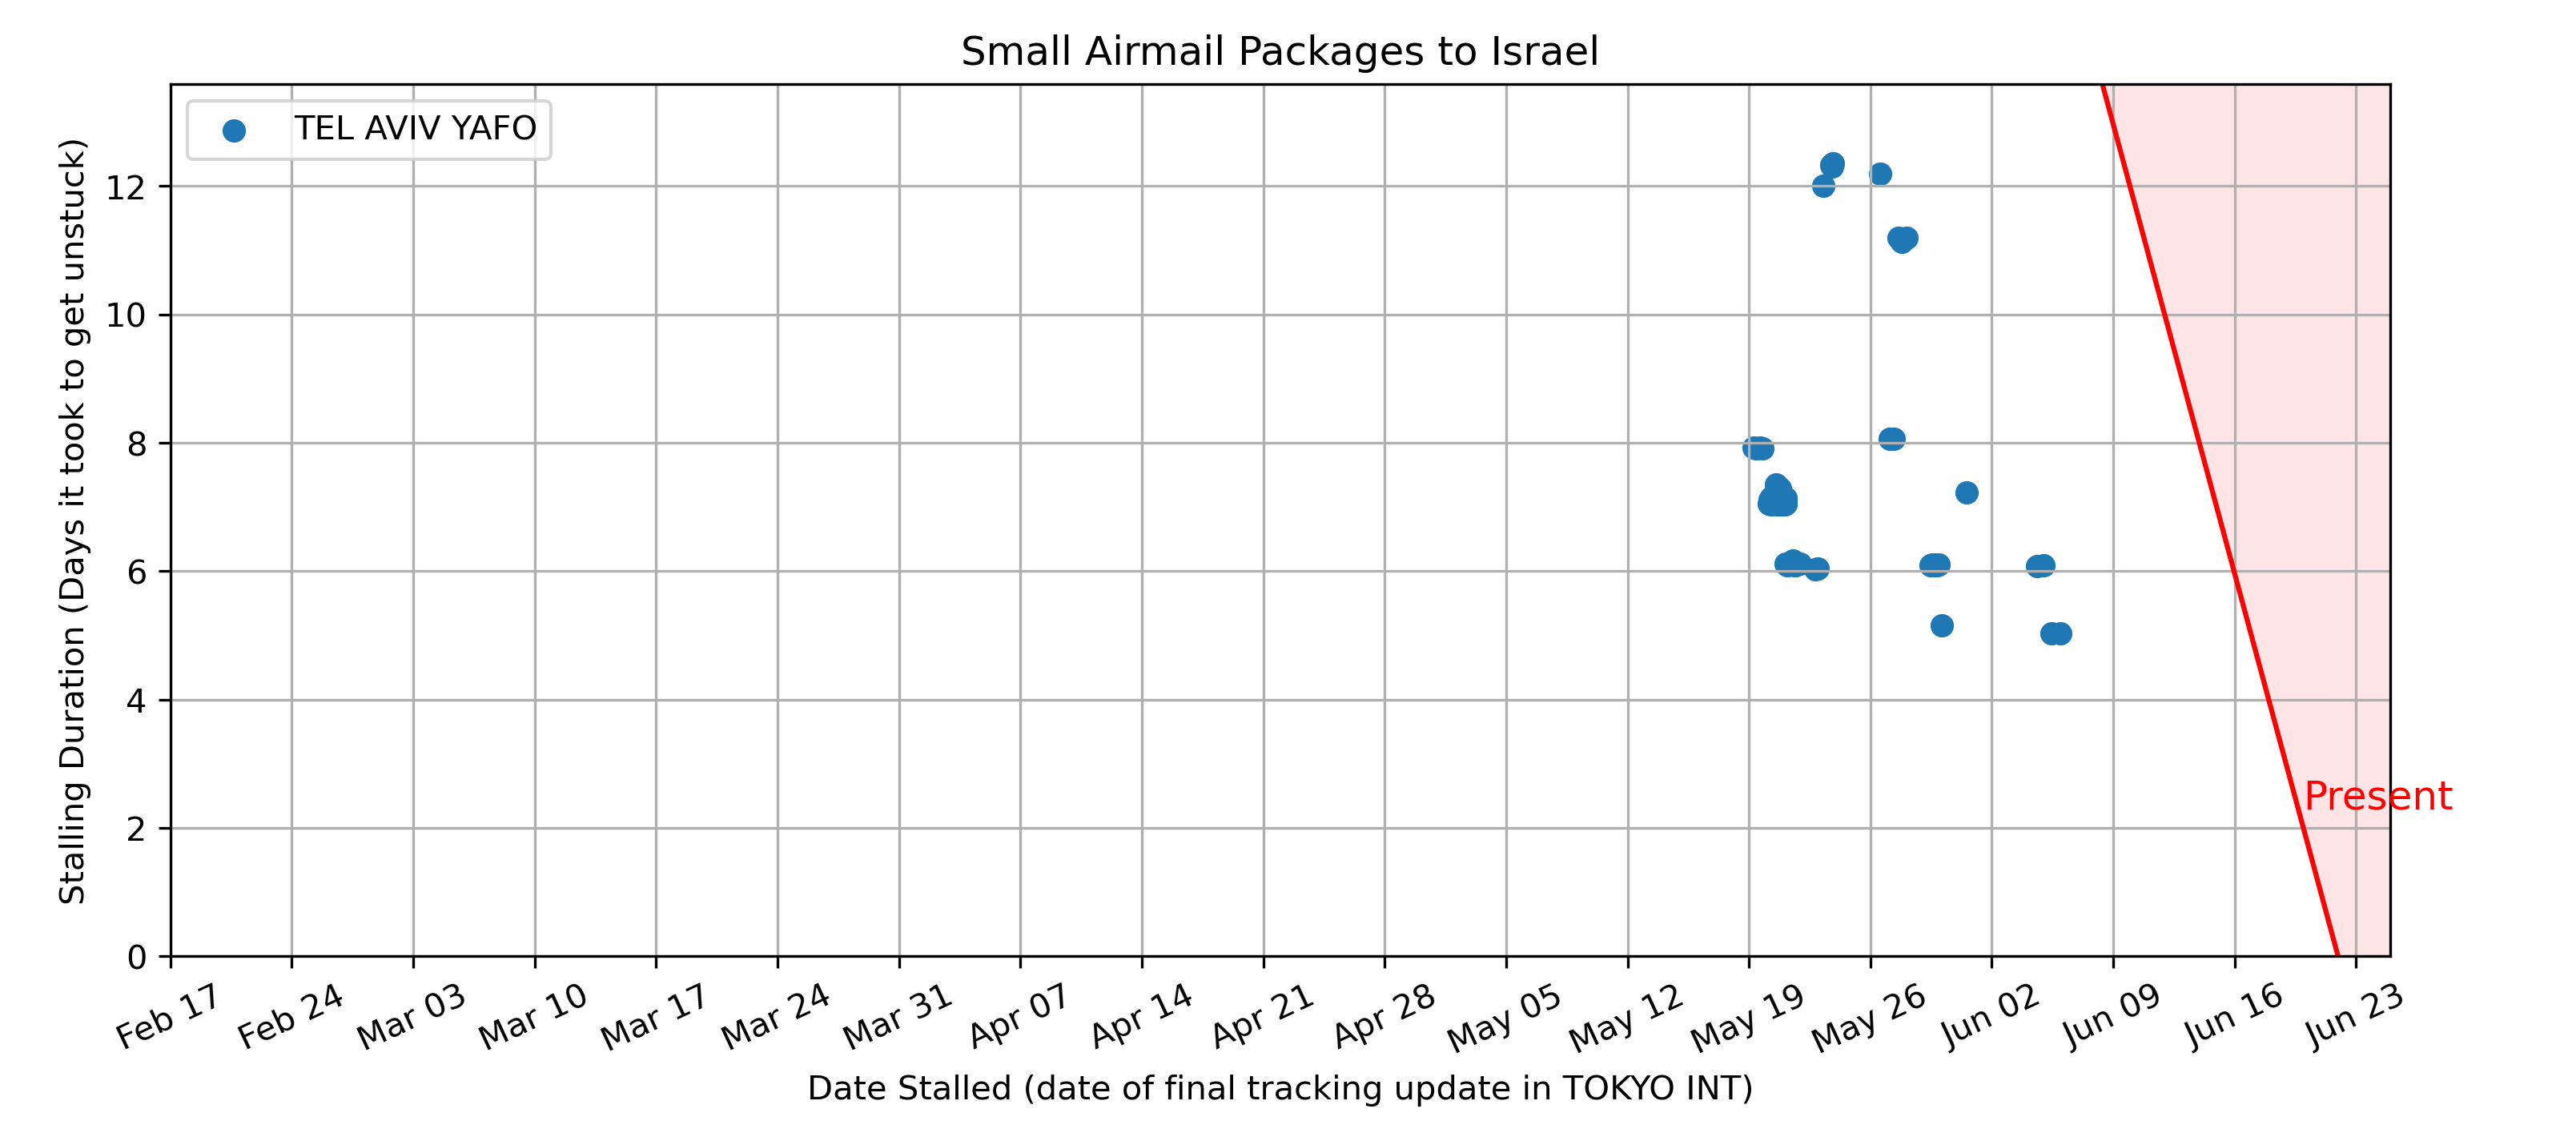 Small Airmail Packages to Israel
TEL AVIV YAFO
Stalling Duration (Days it took to get unstuck)
12
10
8
6
4
2
0
Present
Feb 17
Feb 24
Mar 03
Mar 10
Mar 17
Mar 24
Mar 31
Apr 07
Apr 14
Apr 21
Apr 28
May 05
May 12
May 19
May 26
Jun 02
Jun 09
Jun 16
Jun 23
Date Stalled (date of final tracking update in TOKYO INT)